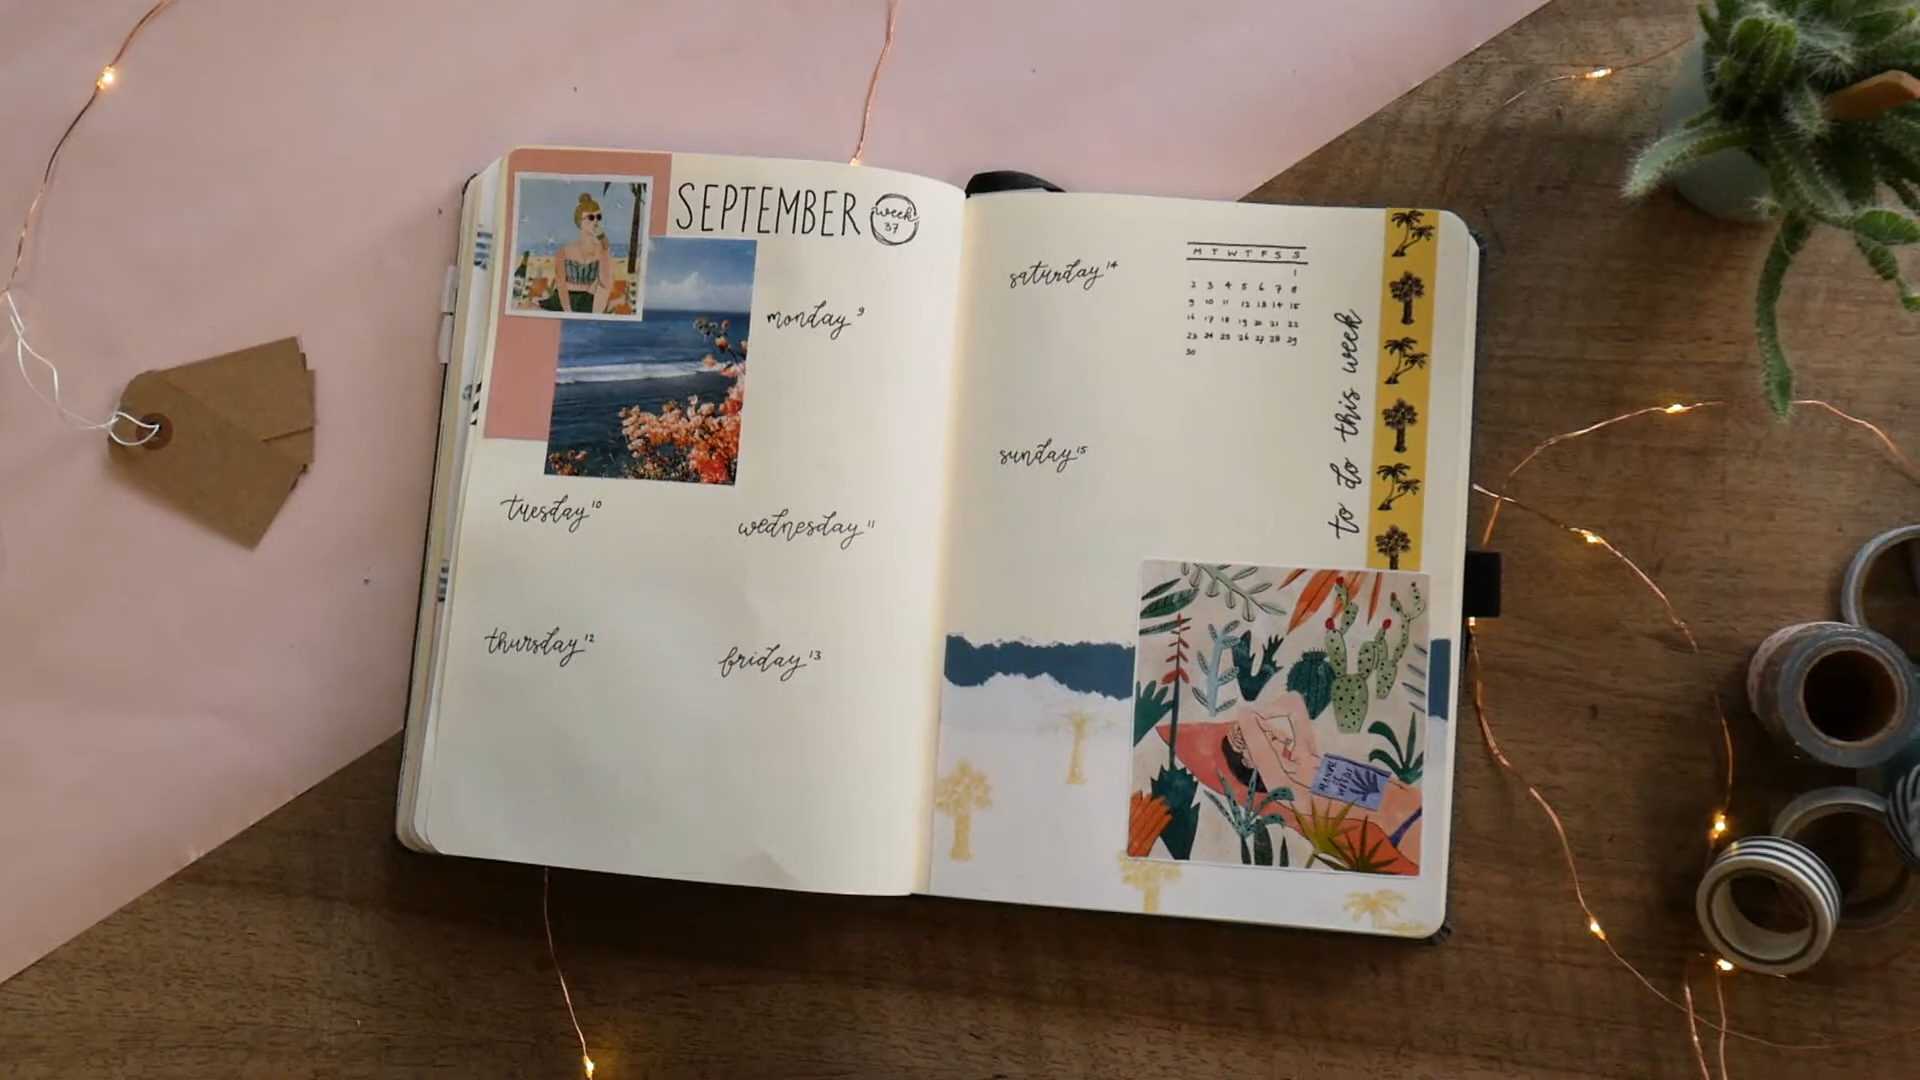 SEPTEMBER
week
37
monday 9
tuesday 10
wednesday 11
thursday 12
friday 13
saturday 14
sunday 15
M T W T F S S
1
2 3 4 5 6 7 8
9 10 11 12 13 14 15
16 17 18 19 20 21 22
23 24 25 26 27 28 29
30
to do this week